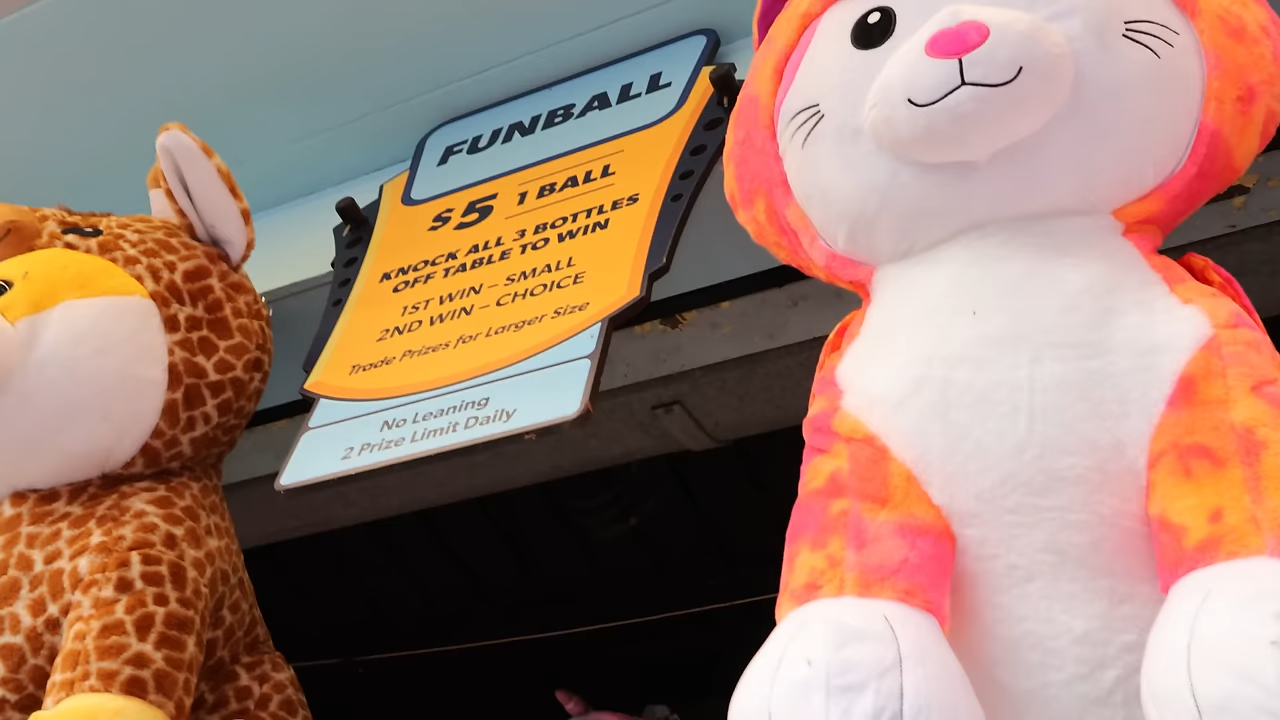 FUNBALL
$5 1 BALL
KNOCK ALL 3 BOTTLES
OFF TABLE TO WIN
1ST WIN – SMALL
2ND WIN – CHOICE
Trade Prizes for Larger Size
No Leaning
2 Prize Limit Daily